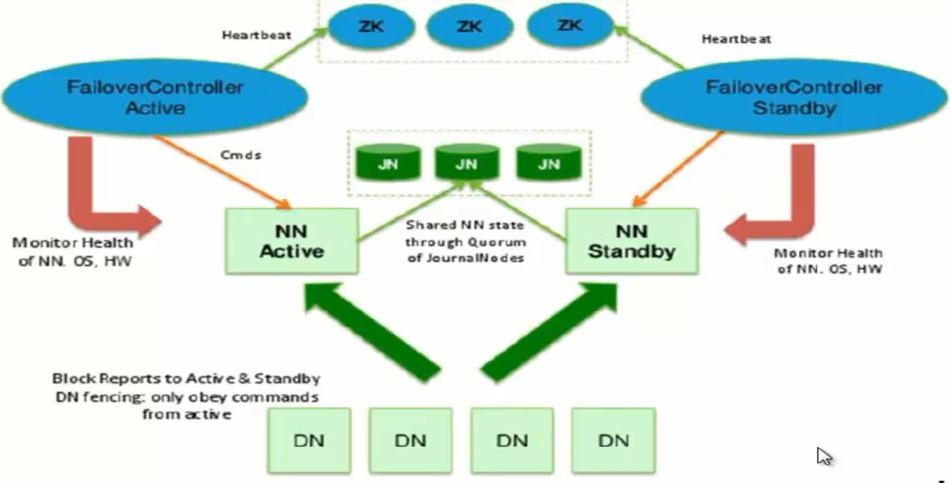 ZK
ZK
ZK
Heartbeat
Heartbeat
FailoverController
Active
FailoverController
Standby
Cmds
JN
JN
JN
NN
Active
Shared NN state
through Quorum
of JournalNodes
NN
Standby
Monitor Health
of NN. OS, HW
Monitor Health
of NN. OS, HW
Block Reports to Active & Standby
DN fencing: only obey commands
from active
DN
DN
DN
DN